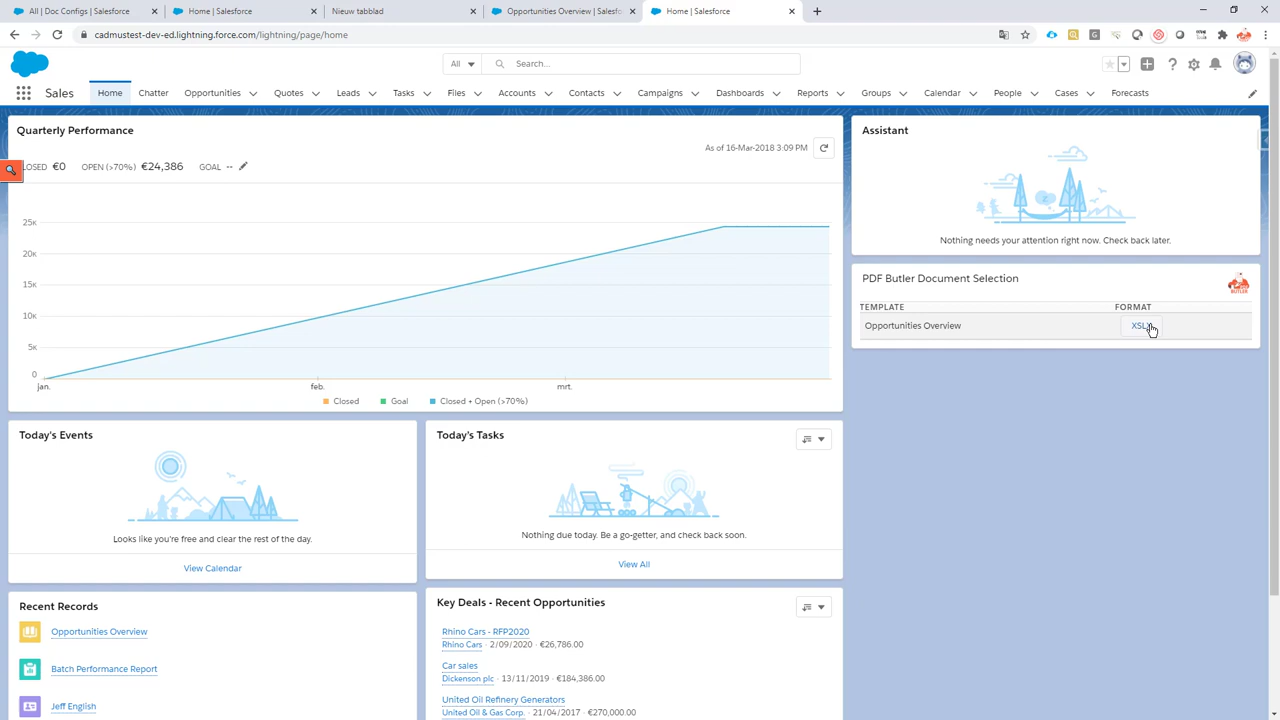 All | Doc Configs | Salesforce
Home | Salesforce
Nieuw tabblad
Opportunities Overview | Salesf
Home | Salesforce
cadmustest-dev-ed.lightning.force.com/lightning/page/home
All
Search...
Sales
Home
Chatter
Opportunities
Quotes
Leads
Tasks
Files
Accounts
Contacts
Campaigns
Dashboards
Reports
Groups
Calendar
People
Cases
Forecasts
Quarterly Performance
As of 16-Mar-2018 3:09 PM
LOSED €0 OPEN (>70%) €24,386 GOAL --
25K
20K
15K
10K
5K
0
jan.
feb.
mrt.
Closed
Goal
Closed + Open (>70%)
Assistant
Nothing needs your attention right now. Check back later.
PDF Butler Document Selection
BUTLER
TEMPLATE
FORMAT
Opportunities Overview
Today's Events
Looks like you're free and clear the rest of the day.
View Calendar
Today's Tasks
Nothing due today. Be a go-getter, and check back soon.
View All
Recent Records
Opportunities Overview
Batch Performance Report
Jeff English
Key Deals - Recent Opportunities
Rhino Cars - RFP2020
Rhino Cars · 2/09/2020 · €26,786.00
Car sales
Dickenson plc · 13/11/2019 · €184,386.00
United Oil Refinery Generators
United Oil & Gas Corp. · 21/04/2017 · €270,000.00